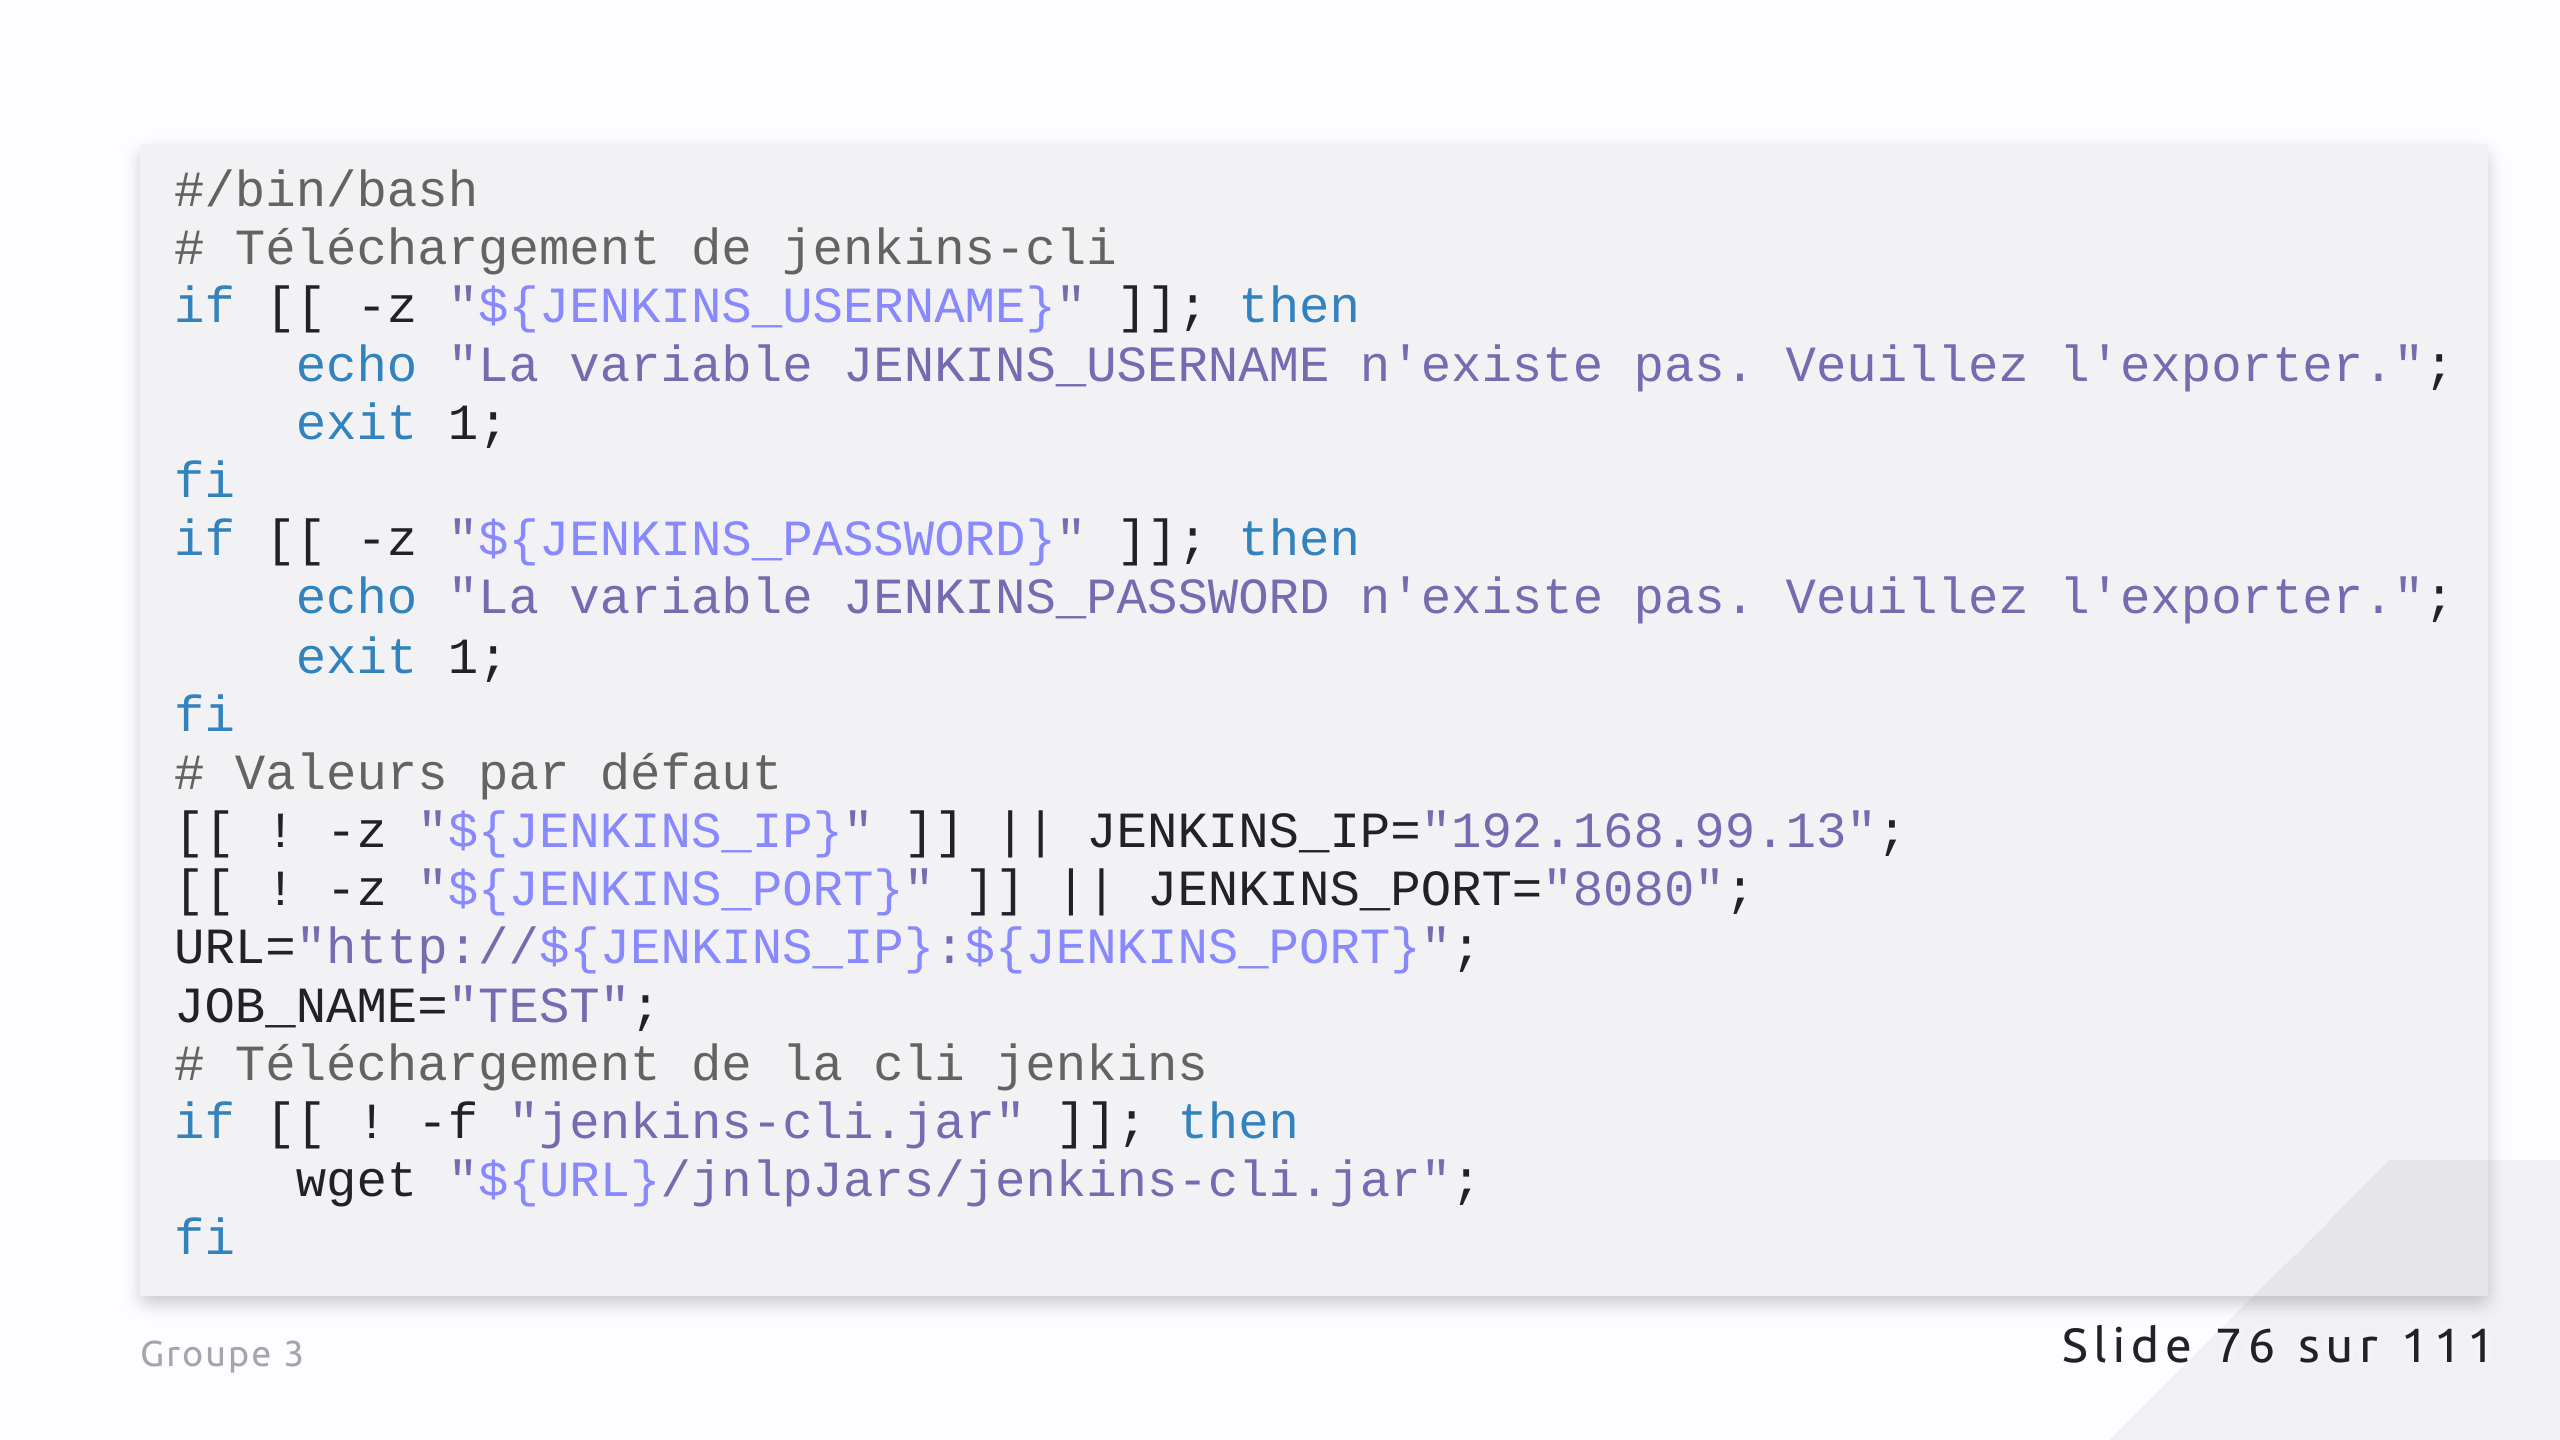 #/bin/bash
# Téléchargement de jenkins-cli
if [[ -z "${JENKINS_USERNAME}" ]]; then
    echo "La variable JENKINS_USERNAME n'existe pas. Veuillez l'exporter.";
    exit 1;
fi
if [[ -z "${JENKINS_PASSWORD}" ]]; then
    echo "La variable JENKINS_PASSWORD n'existe pas. Veuillez l'exporter.";
    exit 1;
fi
# Valeurs par défaut
[[ ! -z "${JENKINS_IP}" ]] || JENKINS_IP="192.168.99.13";
[[ ! -z "${JENKINS_PORT}" ]] || JENKINS_PORT="8080";
URL="http://${JENKINS_IP}:${JENKINS_PORT}";
JOB_NAME="TEST";
# Téléchargement de la cli jenkins
if [[ ! -f "jenkins-cli.jar" ]]; then
    wget "${URL}/jnlpJars/jenkins-cli.jar";
fi
Groupe 3
Slide 76 sur 111